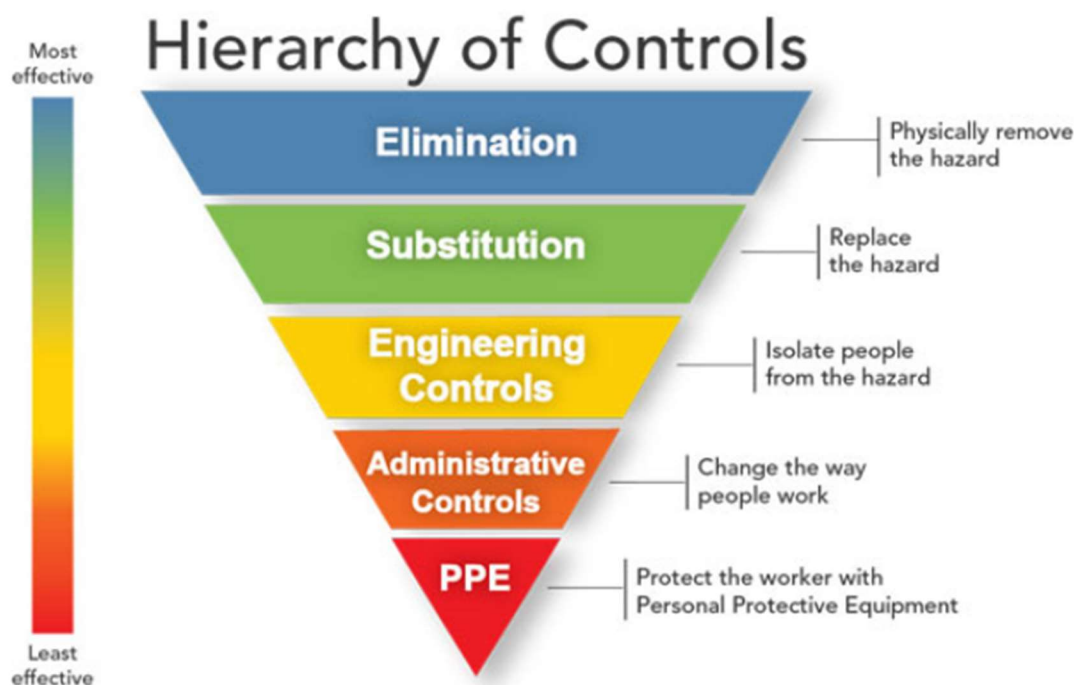 Hierarchy of Controls
Most
effective
Elimination
Physically remove
the hazard
Substitution
Replace
the hazard
Engineering
Controls
Isolate people
from the hazard
Administrative
Controls
Change the way
people work
PPE
Protect the worker with
Personal Protective Equipment
Least
effective